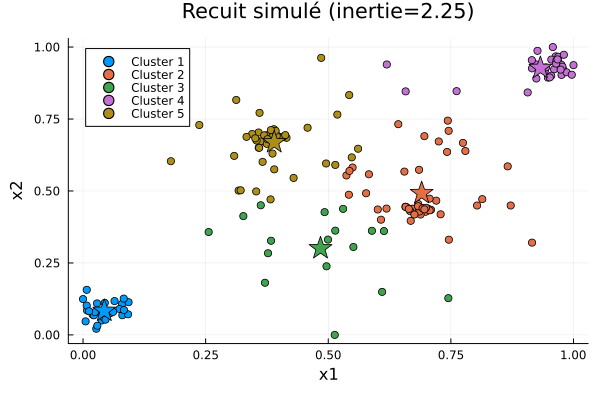 Recuit simulé (inertie=2.25)
1.00
0.75
0.50
0.25
0.00
x2
Cluster 1
Cluster 2
Cluster 3
Cluster 4
Cluster 5
0.00 0.25 0.50 0.75 1.00
x1